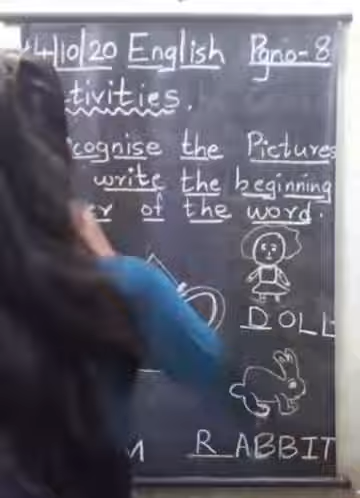 4/10/20 English Pgno-8
tivities.
cognise the Pictures
write the beginning
er of the word.
DOLL
M RABBIT